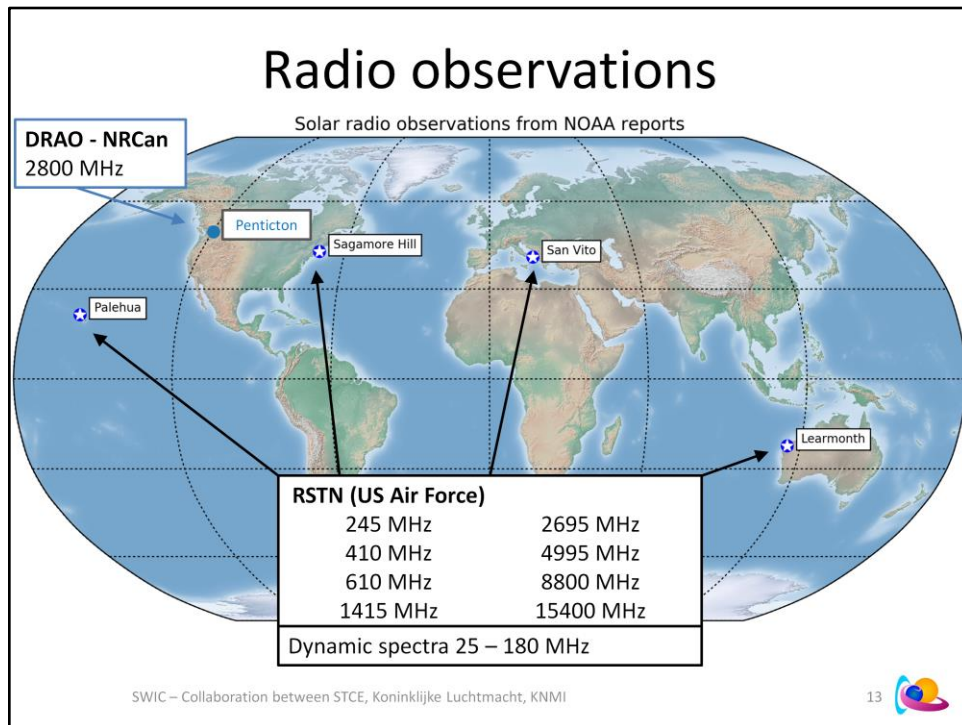 Radio observations
Solar radio observations from NOAA reports
DRAO - NRCan
2800 MHz
Penticton
Sagamore Hill
San Vito
Palehua
Learmonth
RSTN (US Air Force)
245 MHz 2695 MHz
410 MHz 4995 MHz
610 MHz 8800 MHz
1415 MHz 15400 MHz
Dynamic spectra 25 – 180 MHz
SWIC – Collaboration between STCE, Koninklijke Luchtmacht, KNMI 13